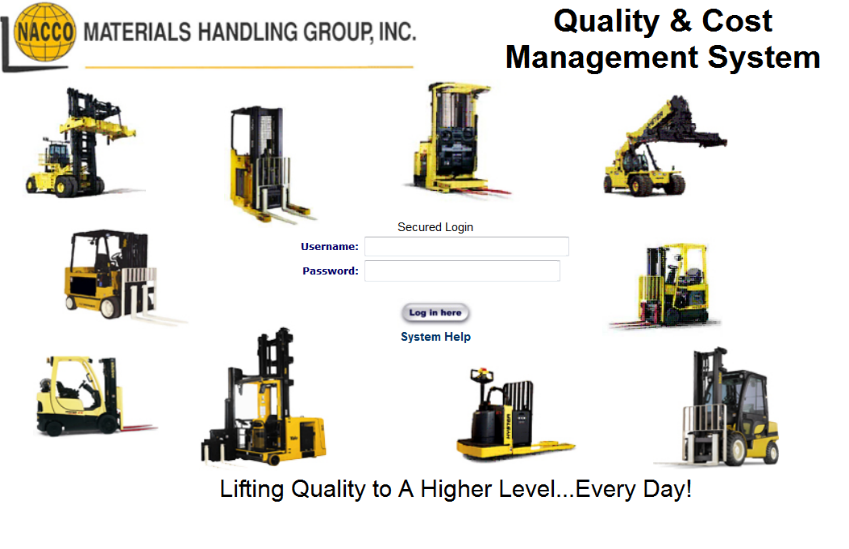 NACCO MATERIALS HANDLING GROUP, INC.
Quality & Cost
Management System
Secured Login
Username:
Password:
Log in here
System Help
HYSTER
Lifting Quality to A Higher Level...Every Day!